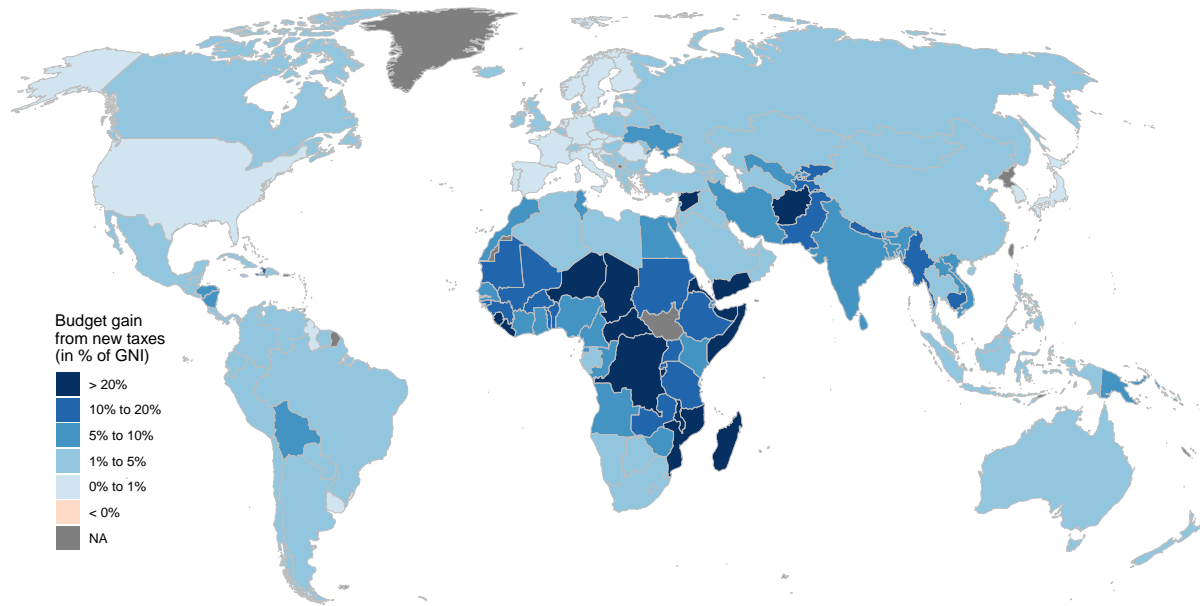 Budget gain
from new taxes
(in % of GNI)
> 20%
10% to 20%
5% to 10%
1% to 5%
0% to 1%
< 0%
NA